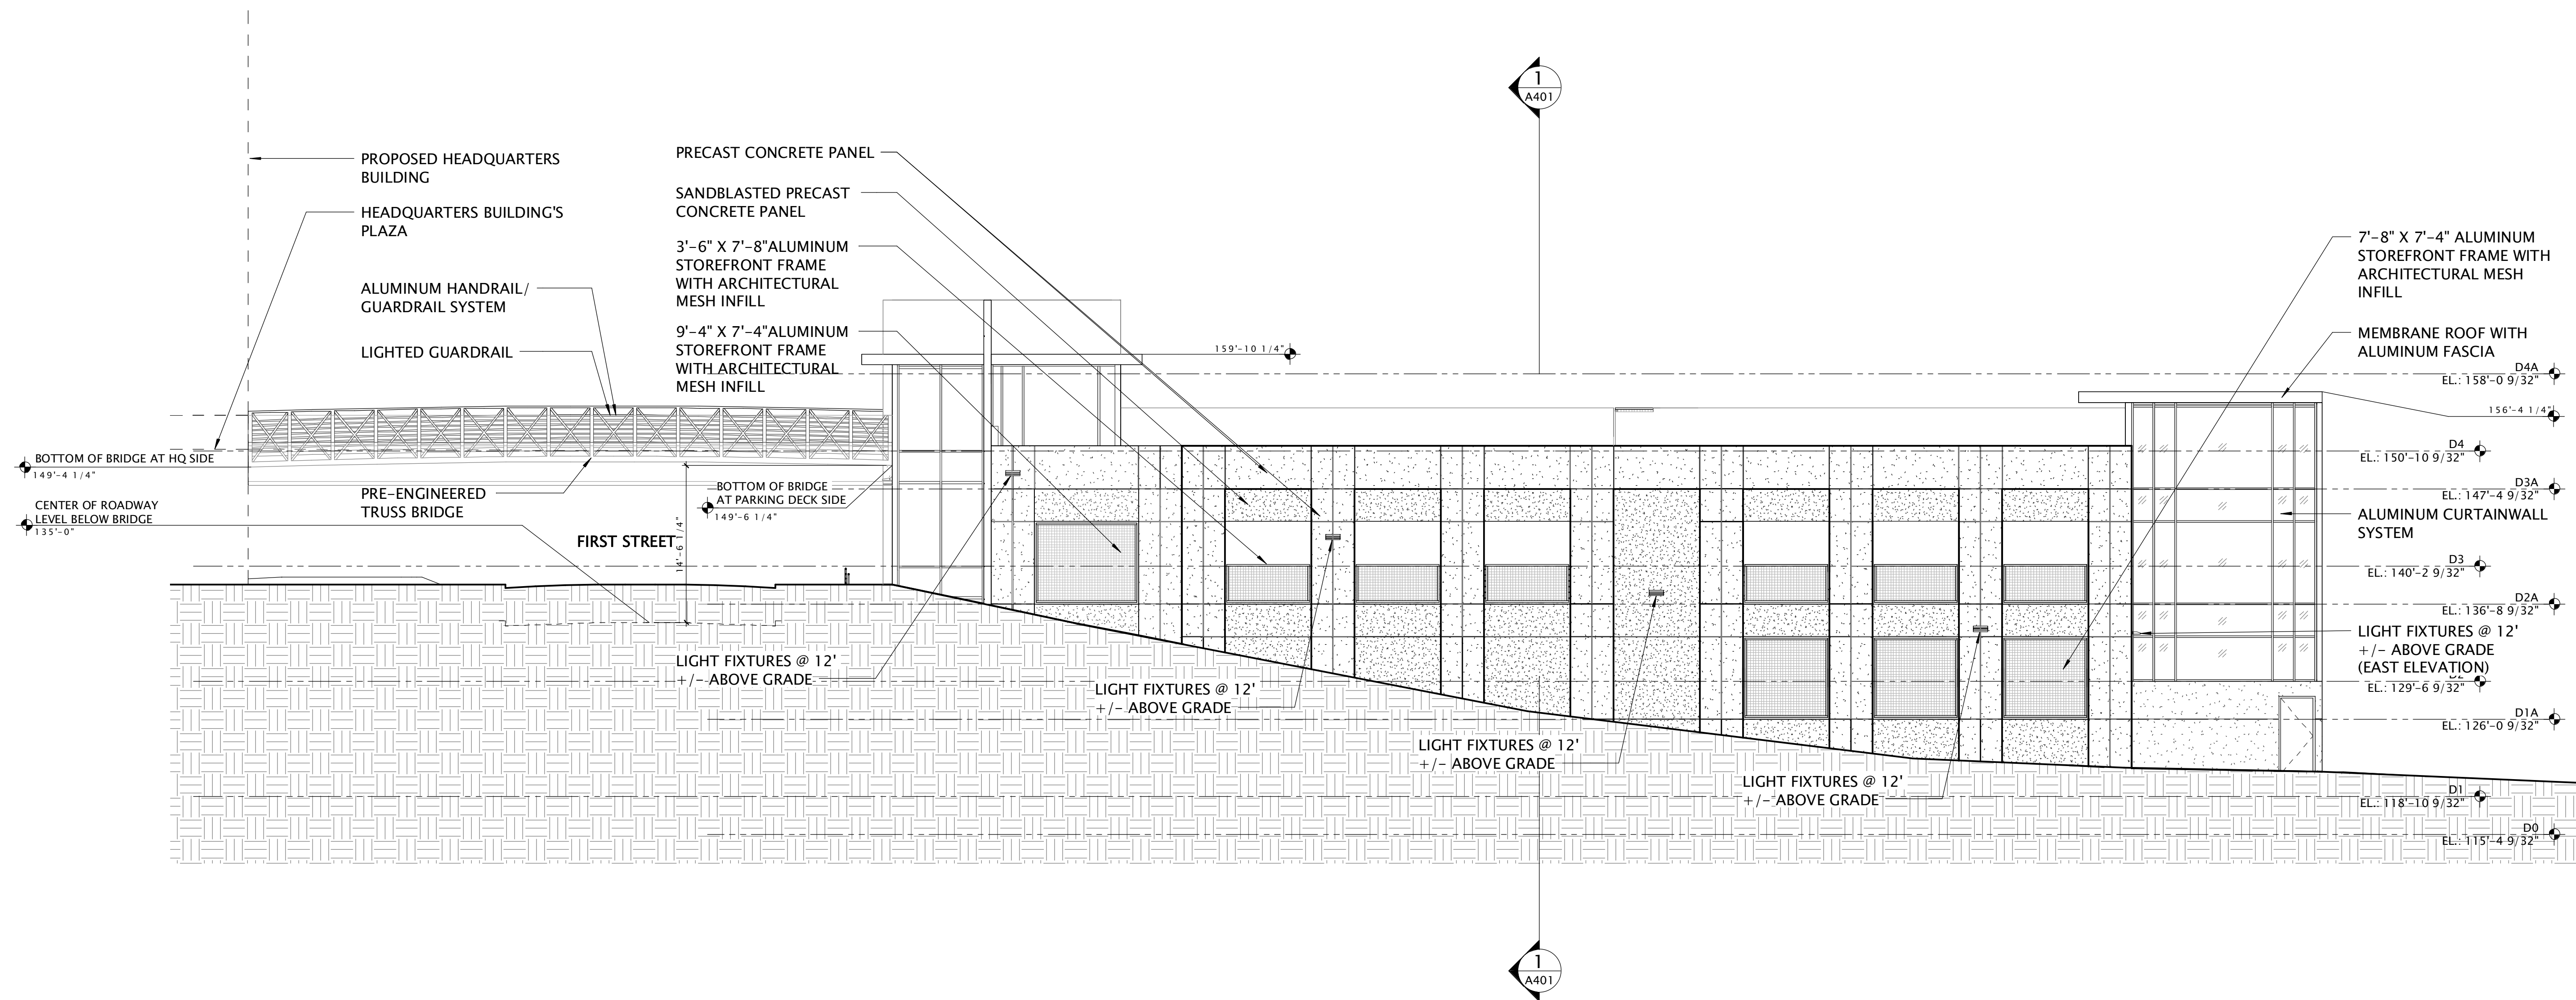 1
A401
PROPOSED HEADQUARTERS
BUILDING
HEADQUARTERS BUILDING'S
PLAZA
ALUMINUM HANDRAIL/
GUARDRAIL SYSTEM
LIGHTED GUARDRAIL
PRECAST CONCRETE PANEL
SANDBLASTED PRECAST
CONCRETE PANEL
3'-6" X 7'-8"ALUMINUM
STOREFRONT FRAME
WITH ARCHITECTURAL
MESH INFILL
9'-4" X 7'-4"ALUMINUM
STOREFRONT FRAME
WITH ARCHITECTURAL
MESH INFILL
159'-10 1/4"
7'-8" X 7'-4" ALUMINUM
STOREFRONT FRAME WITH
ARCHITECTURAL MESH
INFILL
MEMBRANE ROOF WITH
ALUMINUM FASCIA
D4A
EL.: 158'-0 9/32"
156'-4 1/4"
D4
EL.: 150'-10 9/32"
D3A
EL.: 147'-4 9/32"
ALUMINUM CURTAINWALL
SYSTEM
D3
EL.: 140'-2 9/32"
D2A
EL.: 136'-8 9/32"
LIGHT FIXTURES @ 12'
+/- ABOVE GRADE
(EAST ELEVATION)
D2
EL.: 129'-6 9/32"
D1A
EL.: 126'-0 9/32"
D1
EL.: 118'-10 9/32"
D0
EL.: 115'-4 9/32"
BOTTOM OF BRIDGE AT HQ SIDE
149'-4 1/4"
CENTER OF ROADWAY
LEVEL BELOW BRIDGE
135'-0"
PRE-ENGINEERED
TRUSS BRIDGE
BOTTOM OF BRIDGE
AT PARKING DECK SIDE
149'-6 1/4"
FIRST STREET
14'-6 1/4"
LIGHT FIXTURES @ 12'
+/- ABOVE GRADE
LIGHT FIXTURES @ 12'
+/- ABOVE GRADE
LIGHT FIXTURES @ 12'
+/- ABOVE GRADE
LIGHT FIXTURES @ 12'
+/- ABOVE GRADE
1
A401